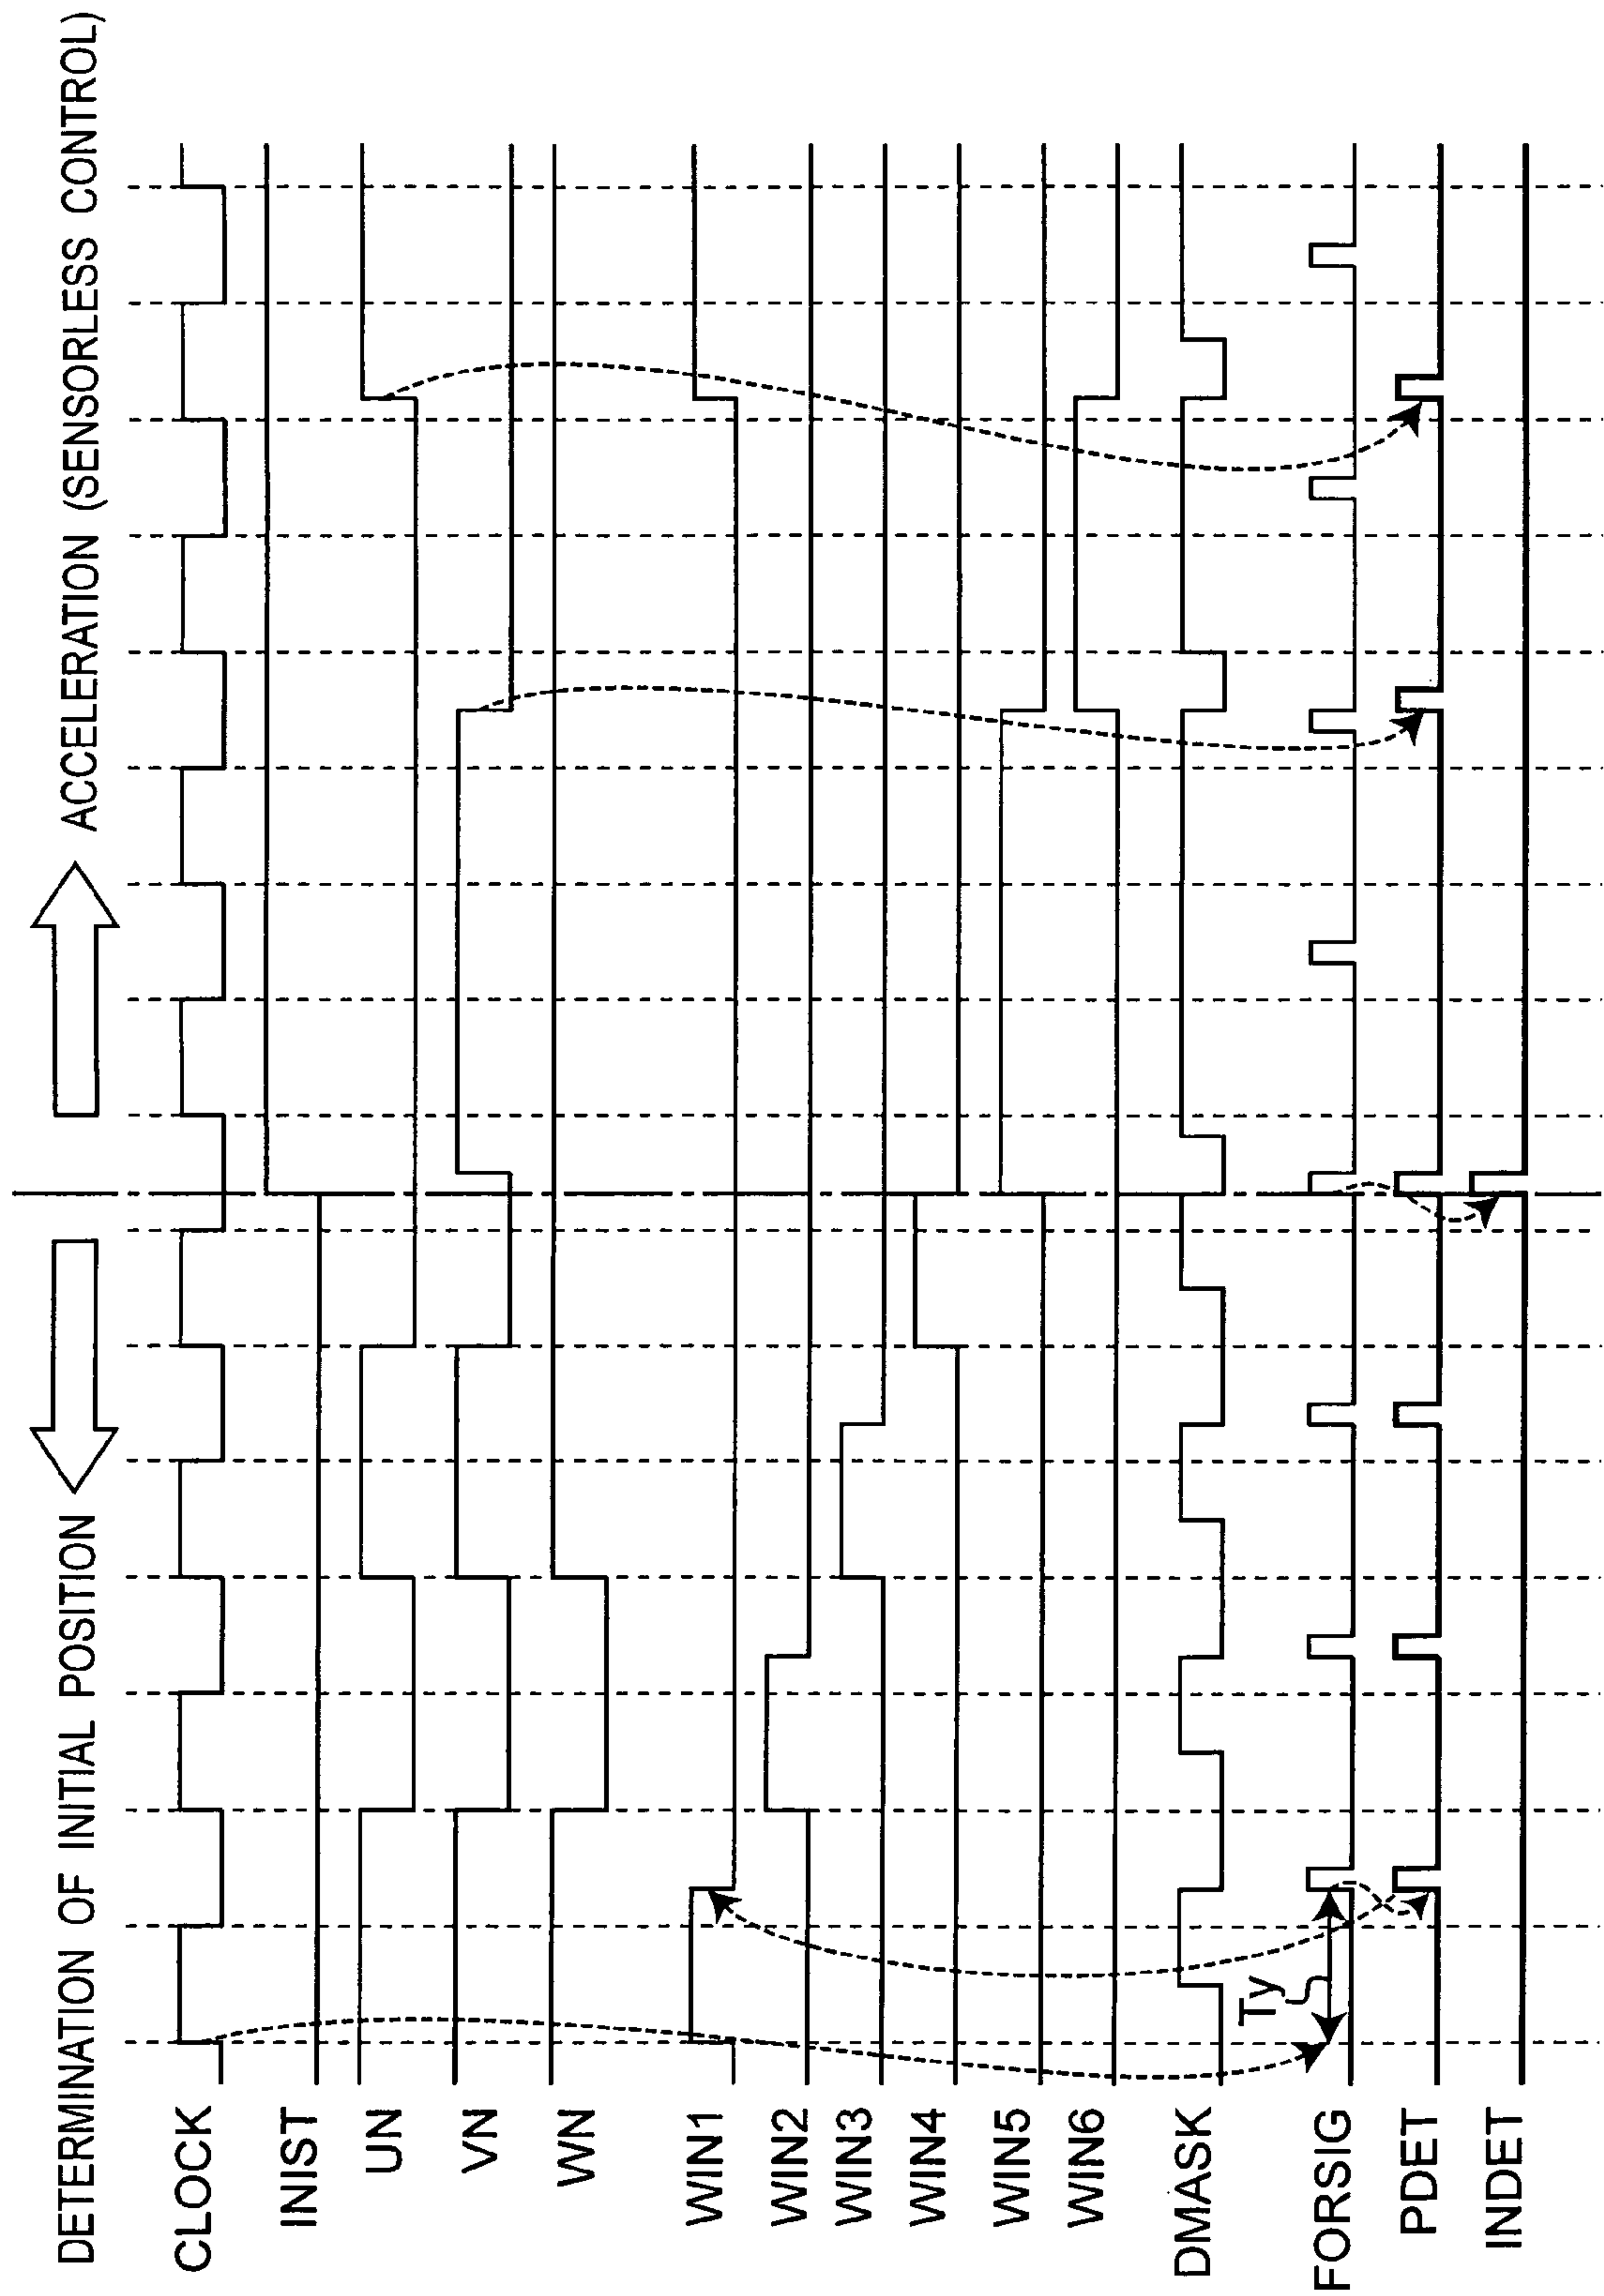 DETERMINATION OF INITIAL POSITION
ACCELERATION (SENSORLESS CONTROL)
CLOCK
INIST
UN
VN
WN
WIN1
WIN2
WIN3
WIN4
WIN5
WIN6
DMASK
Ty
FORSIG
PDET
INDET